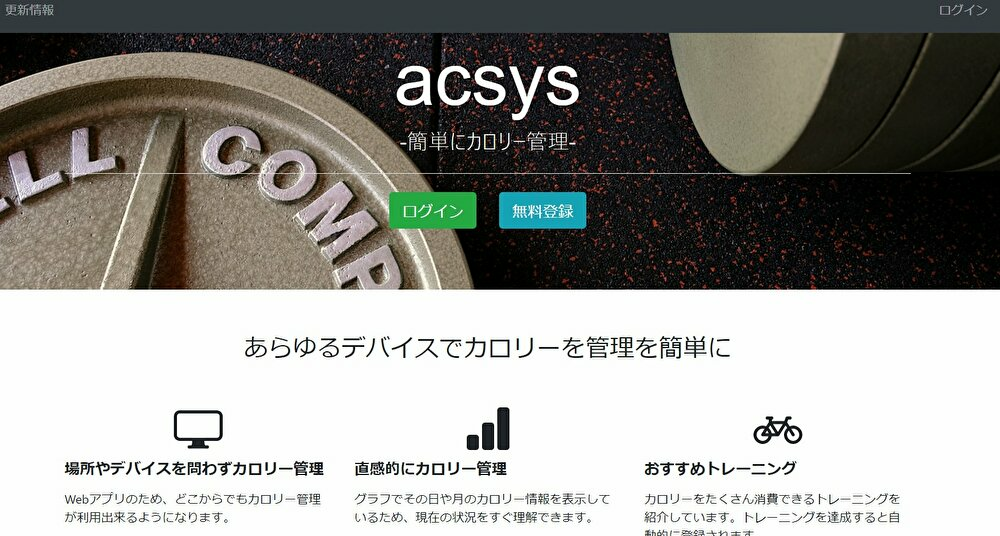 更新情報
ログイン
acsys
-簡単にカロリー管理-
ELL COMP
ログイン
無料登録
あらゆるデバイスでカロリーを管理を簡単に
場所やデバイスを問わずカロリー管理
Webアプリのため、どこからでもカロリー管理
が利用出来るようになります。
直感的にカロリー管理
グラフでその日や月のカロリー情報を表示して
いるため、現在の状況をすぐ理解できます。
おすすめトレーニング
カロリーをたくさん消費できるトレーニングを
紹介しています。トレーニングを達成すると自
動的に登録されます